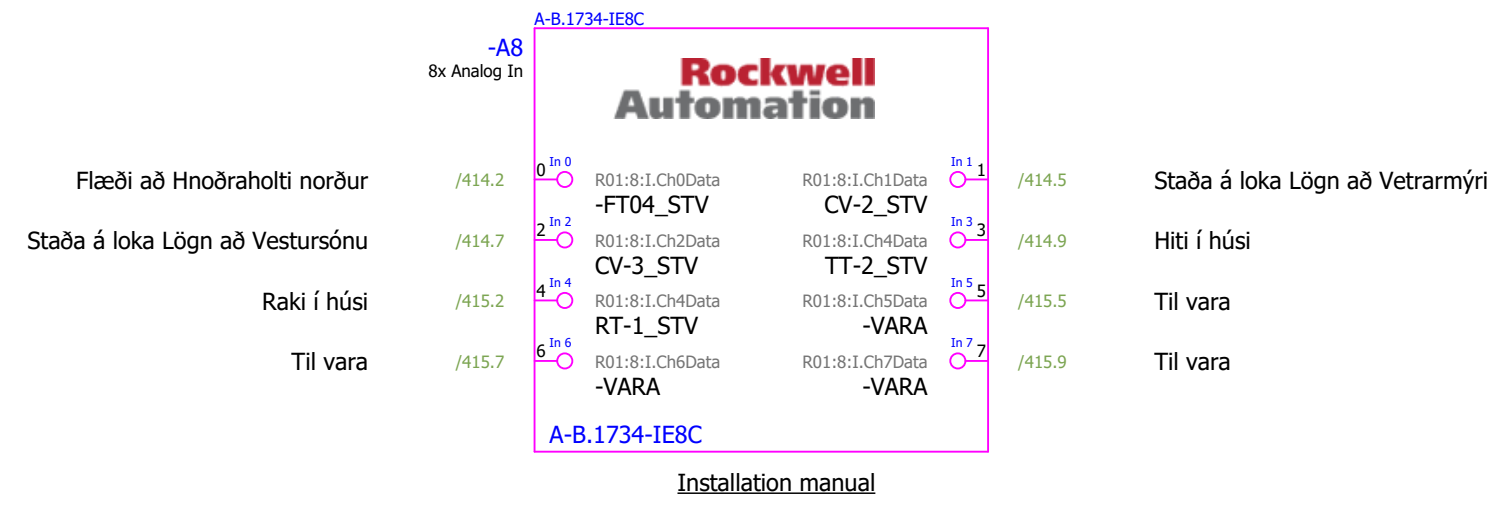 A-B.1734-IE8C
-A8
8x Analog In
Rockwell
Automation
Flæði að Hnoðraholti norður /414.2 0 In 0 R01:8:I.Ch0Data R01:8:I.Ch1Data In 1 1 /414.5 Staða á loka Lögn að Vetrarmýri
-FT04_STV CV-2_STV
Staða á loka Lögn að Vestursónu /414.7 2 In 2 R01:8:I.Ch2Data R01:8:I.Ch4Data In 3 3 /414.9 Hiti í húsi
CV-3_STV TT-2_STV
Raki í húsi /415.2 4 In 4 R01:8:I.Ch4Data R01:8:I.Ch5Data In 5 5 /415.5 Til vara
RT-1_STV -VARA
Til vara /415.7 6 In 6 R01:8:I.Ch6Data R01:8:I.Ch7Data In 7 7 /415.9 Til vara
-VARA -VARA
A-B.1734-IE8C
Installation manual